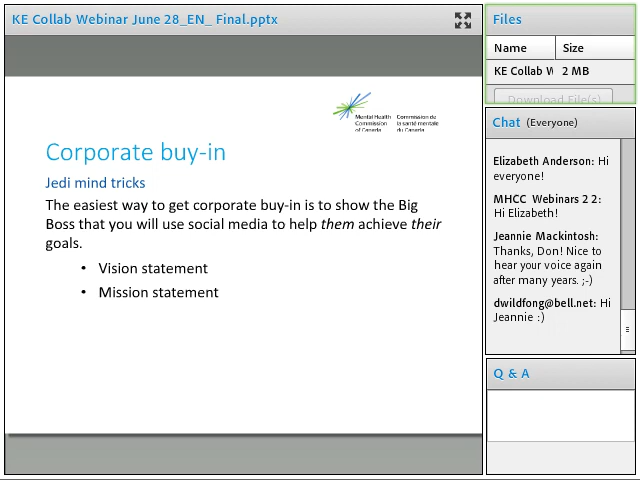 KE Collab Webinar June 28_EN_ Final.pptx
Mental Health
Commission
of Canada
Commission de
la santé mentale
du Canada
Corporate buy-in
Jedi mind tricks
The easiest way to get corporate buy-in is to show the Big
Boss that you will use social media to help them achieve their
goals.
• Vision statement
• Mission statement
Files
Name Size
KE Collab W 2 MB
Download File(s)
Chat (Everyone)
Elizabeth Anderson: Hi
everyone!
MHCC Webinars 2 2:
Hi Elizabeth!
Jeannie Mackintosh:
Thanks, Don! Nice to
hear your voice again
after many years. ;-)
dwildfong@bell.net: Hi
Jeannie :)
Q & A